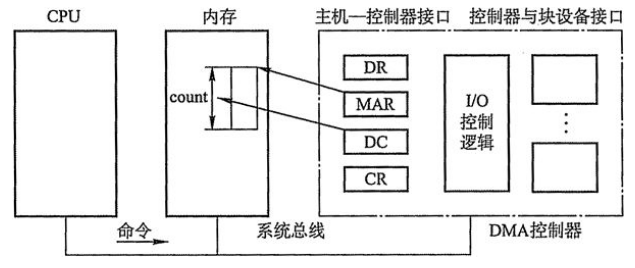 CPU
内存
主机—控制器接口
控制器与块设备接口
DR
MAR
DC
CR
count
I/O
控制
逻辑
⋮
命令
系统总线
DMA控制器